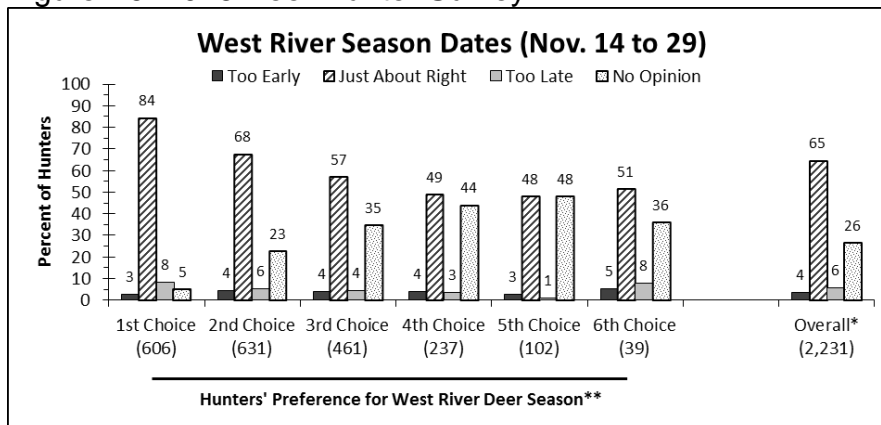 West River Season Dates (Nov. 14 to 29)
Too Early Just About Right Too Late No Opinion
Percent of Hunters
100
90
80
70
60
50
40
30
20
10
0
3 84 8 5
4 68 6 23
4 57 4 35
4 49 3 44
3 48 1 48
5 51 8 36
4 65 6 26
1st Choice 2nd Choice 3rd Choice 4th Choice 5th Choice 6th Choice Overall*
(606) (631) (461) (237) (102) (39) (2,231)
Hunters' Preference for West River Deer Season**